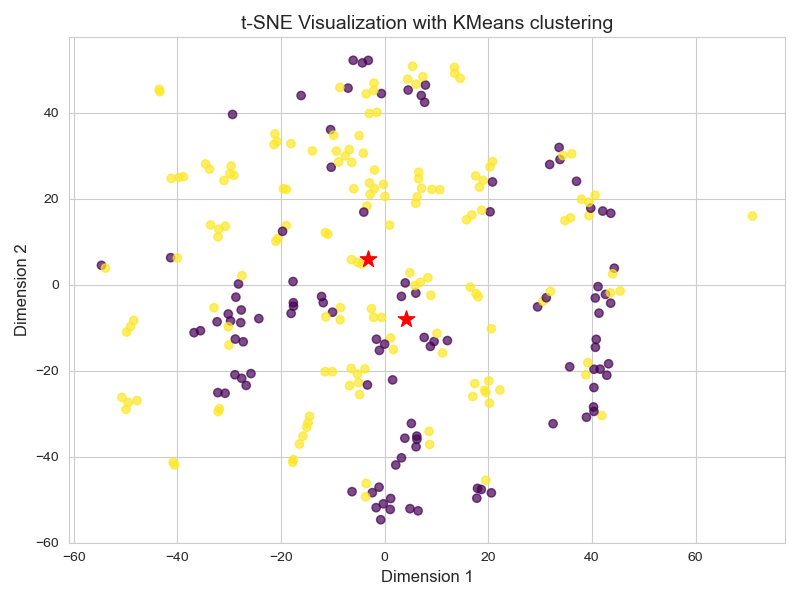 t-SNE Visualization with KMeans clustering
Dimension 2
40
20
0
−20
−40
−60
−60 −40 −20 0 20 40 60
Dimension 1